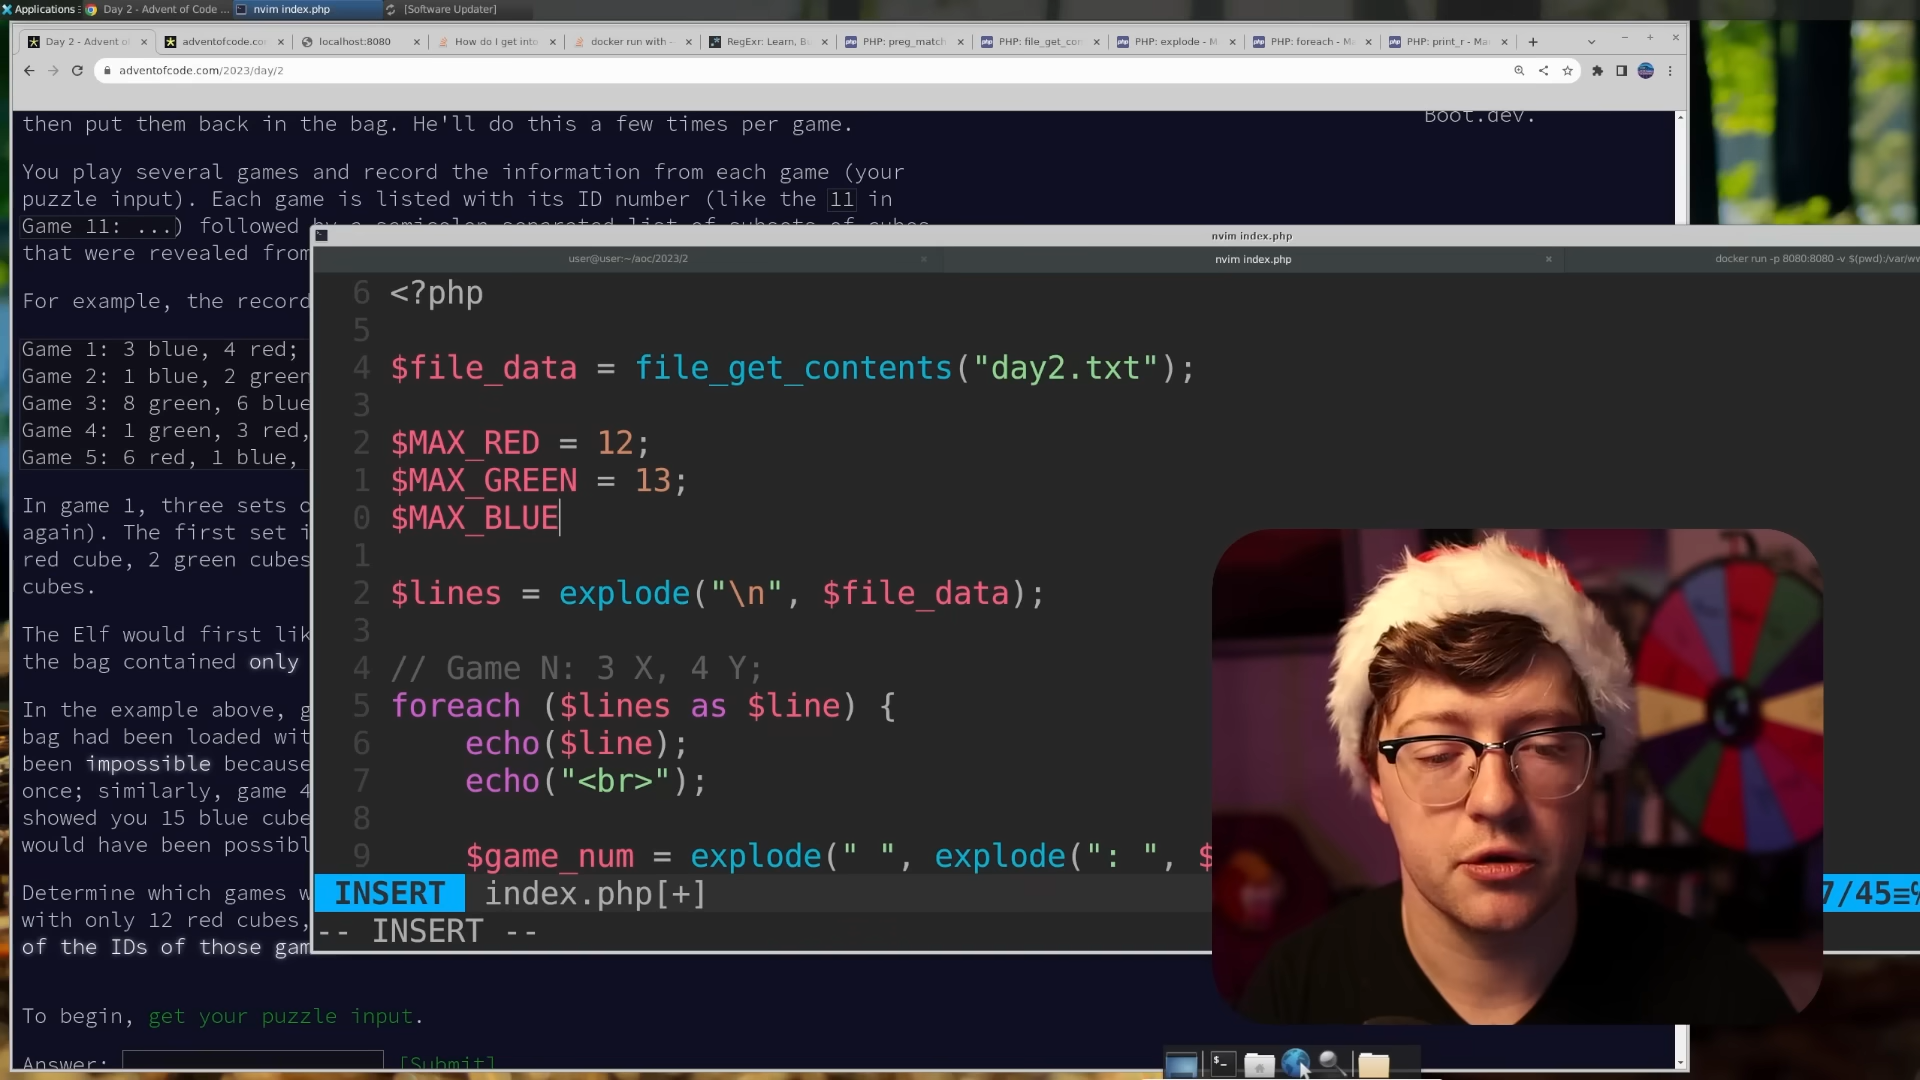 Applications
Day 2 - Advent of Code ...
nvim index.php
[Software Updater]
Day 2 - Advent of
adventofcode.co
localhost:8080
How do I get into
docker run with -
RegExr: Learn, B
PHP: preg_match
PHP: file_get_con
PHP: explode - M
PHP: foreach - Ma
PHP: print_r - Ma
adventofcode.com/2023/day/2
then put them back in the bag. He'll do this a few times per game.
Boot.dev.
You play several games and record the information from each game (your
puzzle input). Each game is listed with its ID number (like the 11 in
Game 11: ...) followed by a semicolon-separated list of subsets of cubes
that were revealed from
For example, the record
Game 1: 3 blue, 4 red;
Game 2: 1 blue, 2 green
Game 3: 8 green, 6 blue
Game 4: 1 green, 3 red,
Game 5: 6 red, 1 blue,
In game 1, three sets o
again). The first set i
red cube, 2 green cubes
cubes.
The Elf would first lik
the bag contained only
In the example above, g
bag had been loaded wit
been impossible because
once; similarly, game 4
showed you 15 blue cube
would have been possibl
Determine which games w
with only 12 red cubes,
of the IDs of those gam
To begin, get your puzzle input.
Answer: [Submit]
nvim index.php
user@user:~/aoc/2023/2
nvim index.php
docker run -p 8080:8080 -v $(pwd):/var/ww
6 <?php
5
4 $file_data = file_get_contents("day2.txt");
3
2 $MAX_RED = 12;
1 $MAX_GREEN = 13;
0 $MAX_BLUE
1
2 $lines = explode("\n", $file_data);
3
4 // Game N: 3 X, 4 Y;
5 foreach ($lines as $line) {
6 echo($line);
7 echo("<br>");
8
9 $game_num = explode(" ", explode(": ", $
INSERT index.php[+]
7/45≡%
-- INSERT --